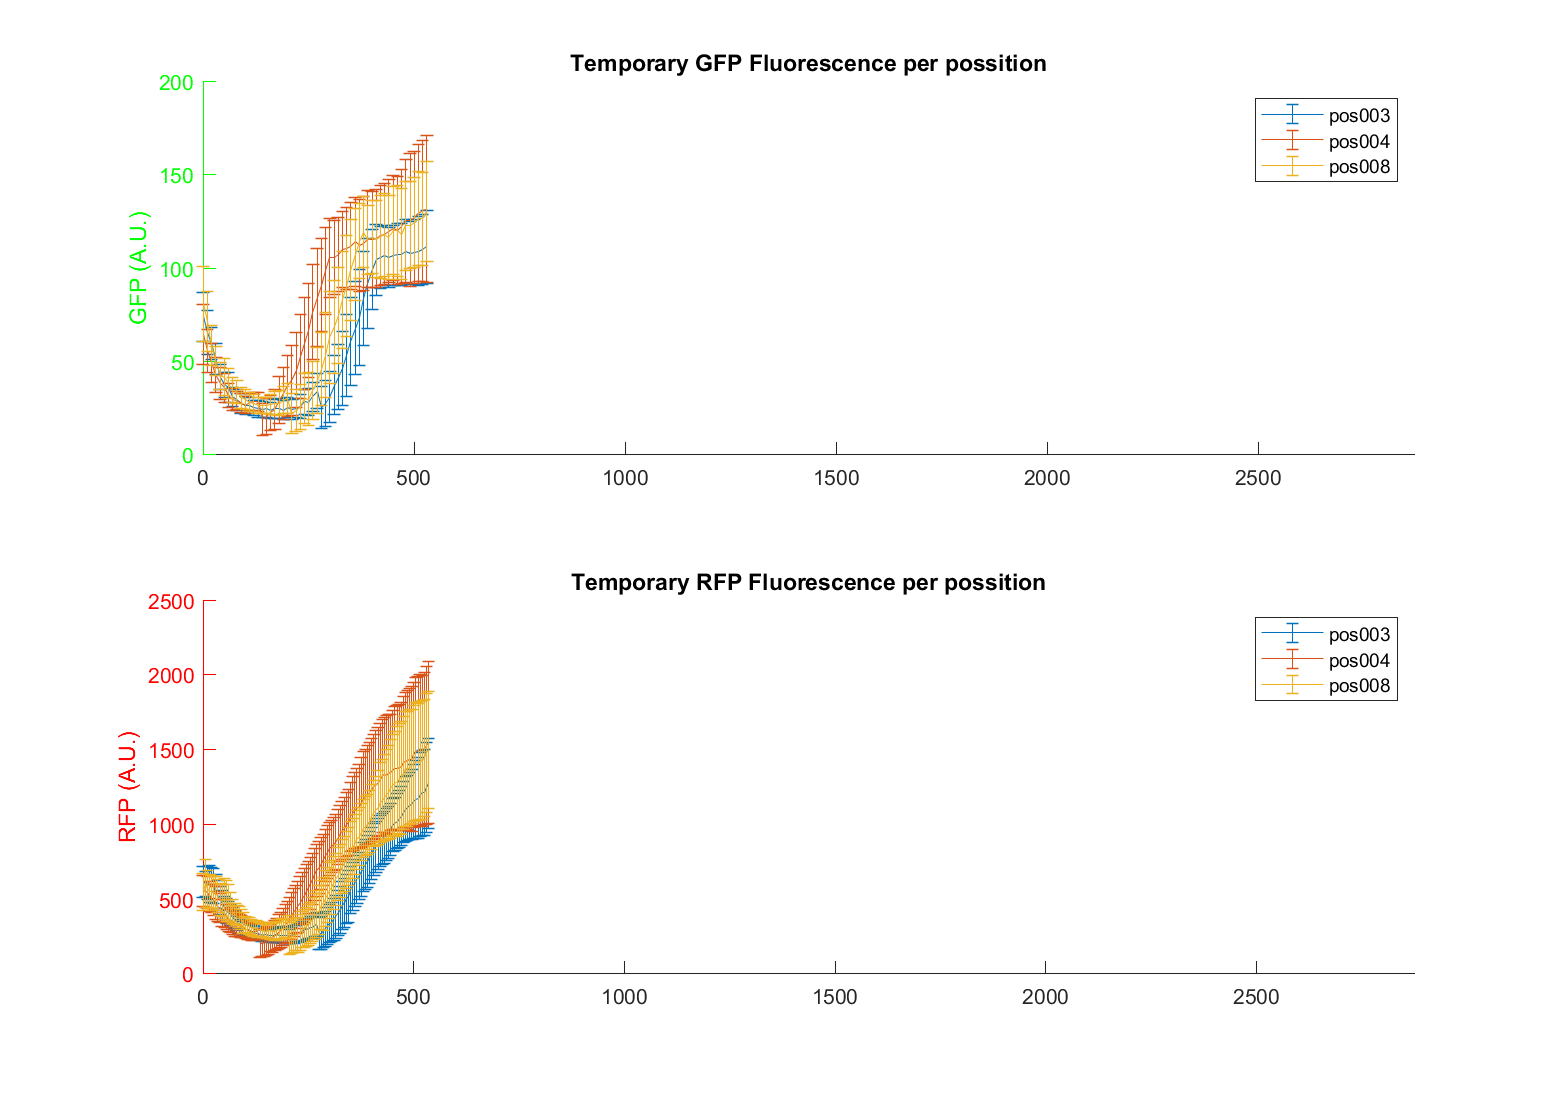 Temporary GFP Fluorescence per possition
200
150
100
50
0
GFP (A.U.)
pos003
pos004
pos008
0 500 1000 1500 2000 2500
Temporary RFP Fluorescence per possition
2500
2000
1500
1000
500
0
RFP (A.U.)
pos003
pos004
pos008
0 500 1000 1500 2000 2500